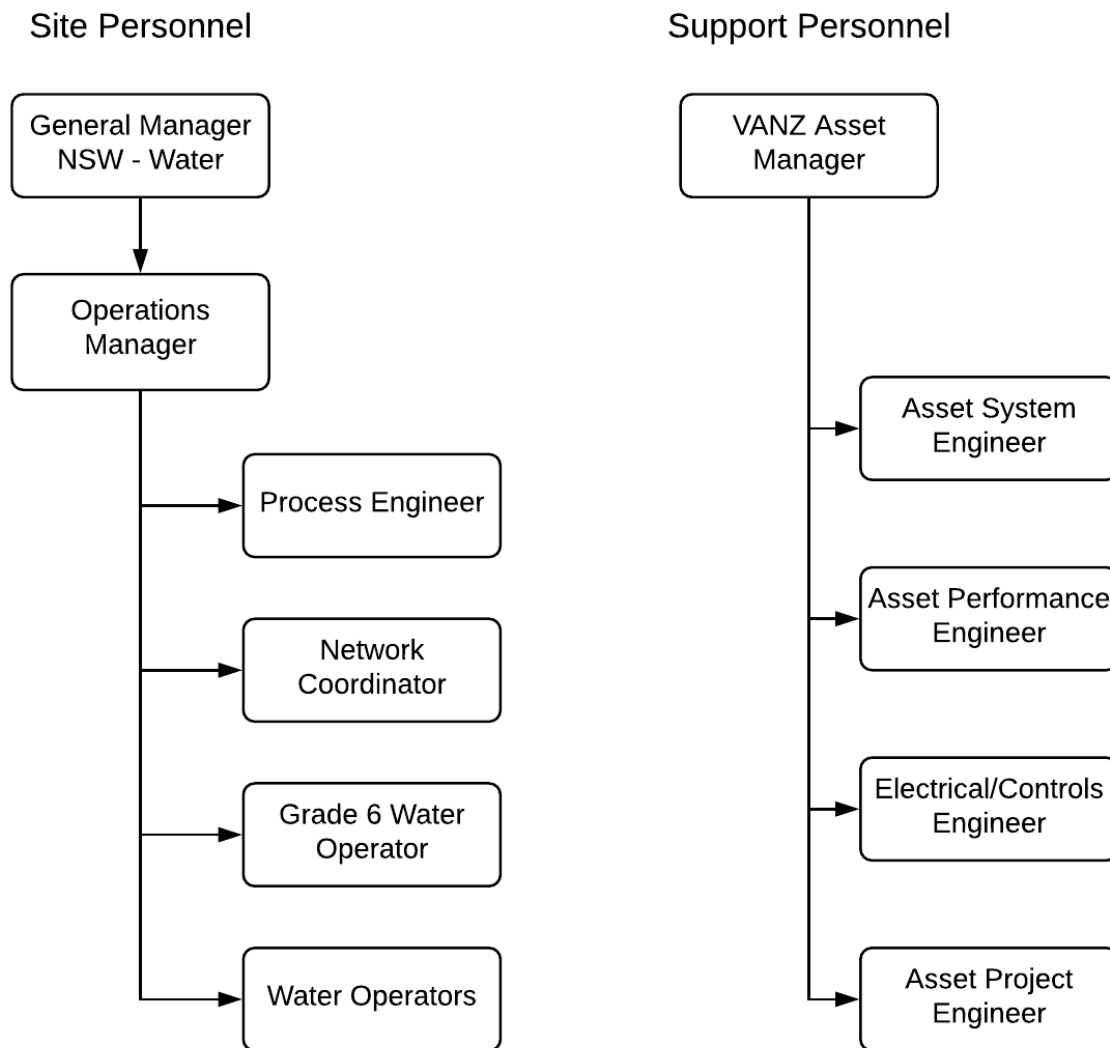 Site Personnel
General Manager
NSW - Water
Operations
Manager
Process Engineer
Network
Coordinator
Grade 6 Water
Operator
Water Operators
Support Personnel
VANZ Asset
Manager
Asset System
Engineer
Asset Performance
Engineer
Electrical/Controls
Engineer
Asset Project
Engineer